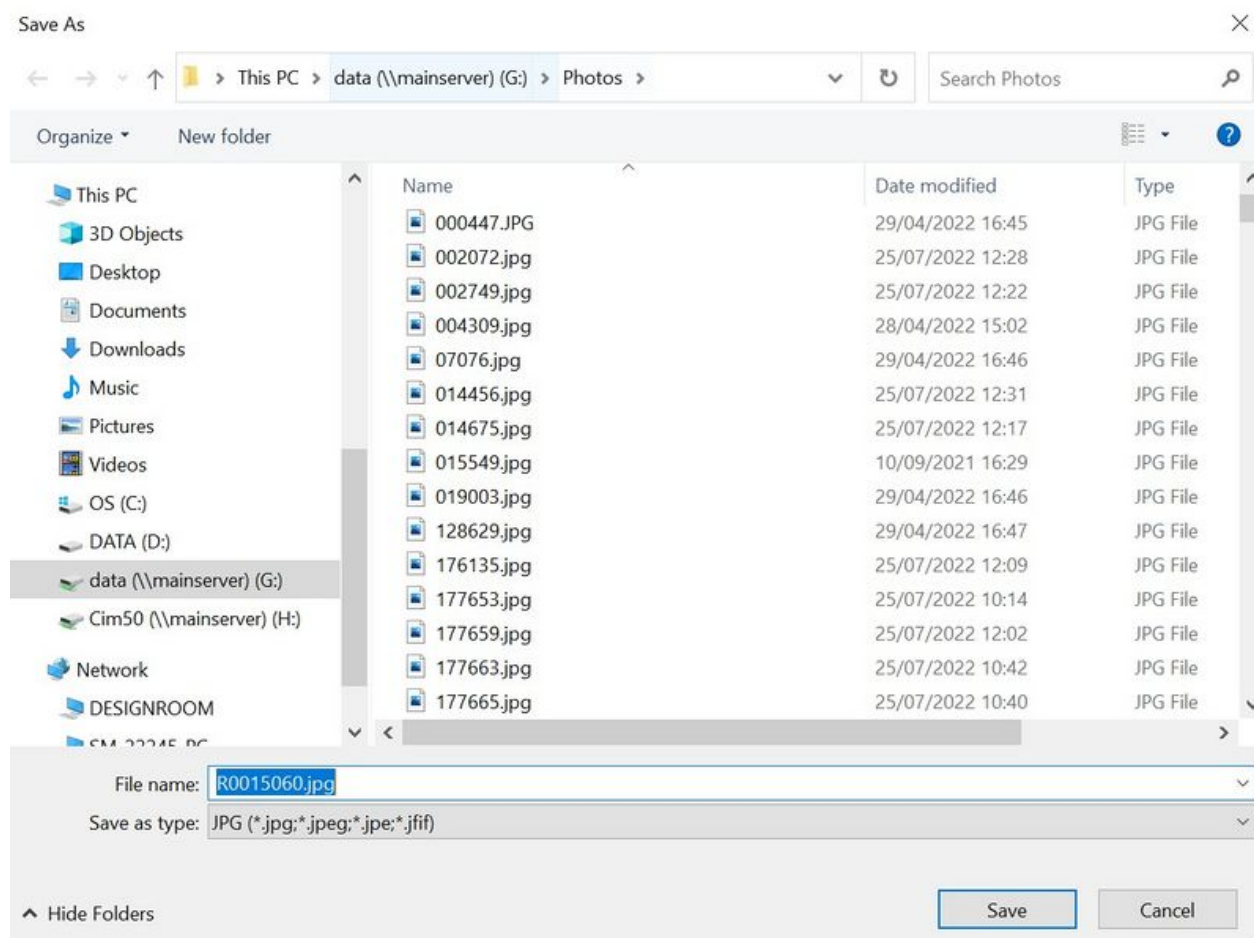 Save As
This PC > data (\\mainserver) (G:) > Photos >
Search Photos
Organize
New folder
This PC
3D Objects
Desktop
Documents
Downloads
Music
Pictures
Videos
OS (C:)
DATA (D:)
data (\\mainserver) (G:)
Cim50 (\\mainserver) (H:)
Network
DESIGNROOM
Name Date modified Type
000447.JPG 29/04/2022 16:45 JPG File
002072.jpg 25/07/2022 12:28 JPG File
002749.jpg 25/07/2022 12:22 JPG File
004309.jpg 28/04/2022 15:02 JPG File
07076.jpg 29/04/2022 16:46 JPG File
014456.jpg 25/07/2022 12:31 JPG File
014675.jpg 25/07/2022 12:17 JPG File
015549.jpg 10/09/2021 16:29 JPG File
019003.jpg 29/04/2022 16:46 JPG File
128629.jpg 29/04/2022 16:47 JPG File
176135.jpg 25/07/2022 12:09 JPG File
177653.jpg 25/07/2022 10:14 JPG File
177659.jpg 25/07/2022 12:02 JPG File
177663.jpg 25/07/2022 10:42 JPG File
177665.jpg 25/07/2022 10:40 JPG File
File name: R0015060.jpg
Save as type: JPG (*.jpg;*.jpeg;*.jpe;*.jfif)
Hide Folders
Save
Cancel